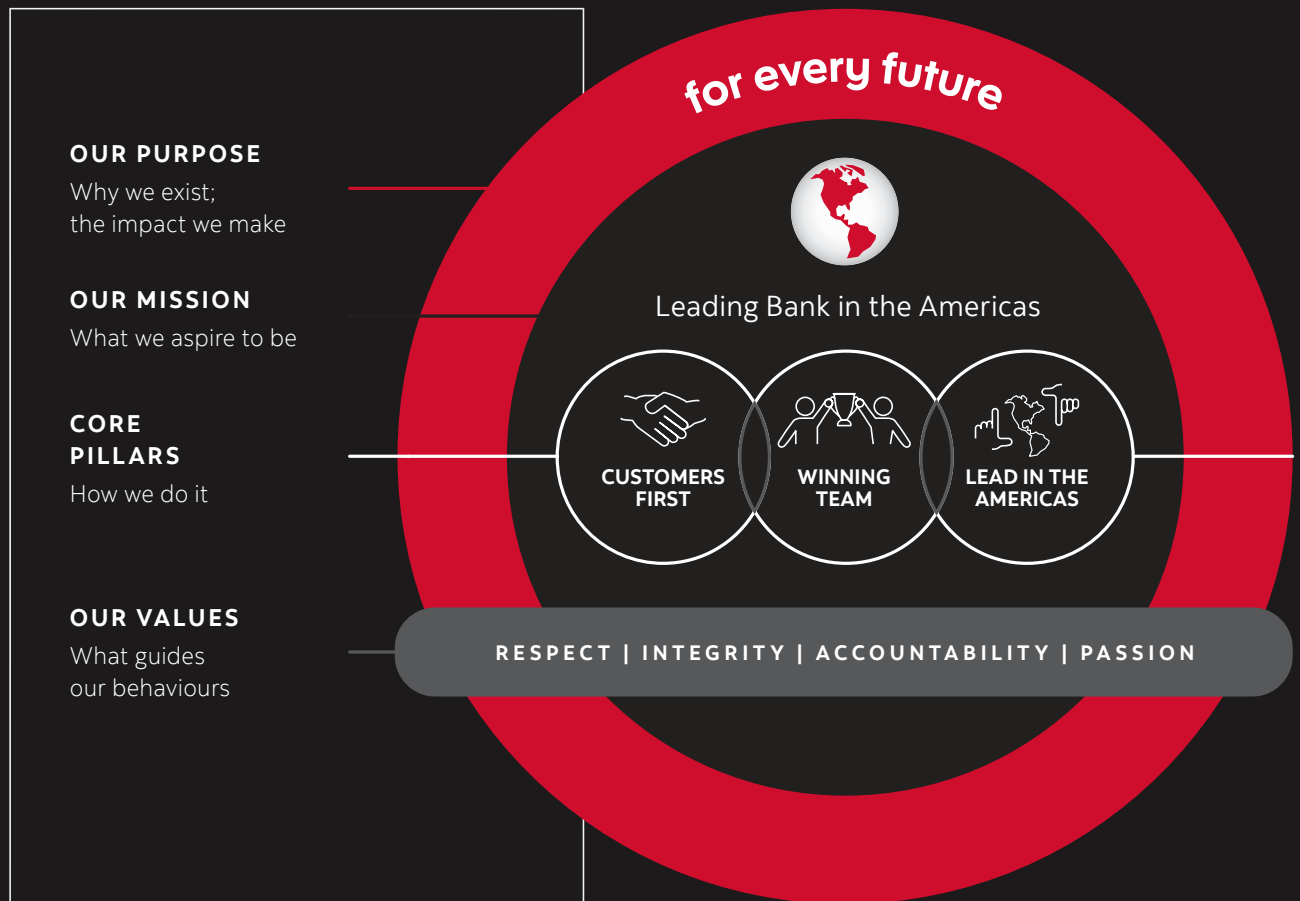 for every future
OUR PURPOSE
Why we exist;
the impact we make
OUR MISSION
What we aspire to be
Leading Bank in the Americas
CORE
PILLARS
How we do it
CUSTOMERS
FIRST
WINNING
TEAM
LEAD IN THE
AMERICAS
OUR VALUES
What guides
our behaviours
RESPECT | INTEGRITY | ACCOUNTABILITY | PASSION